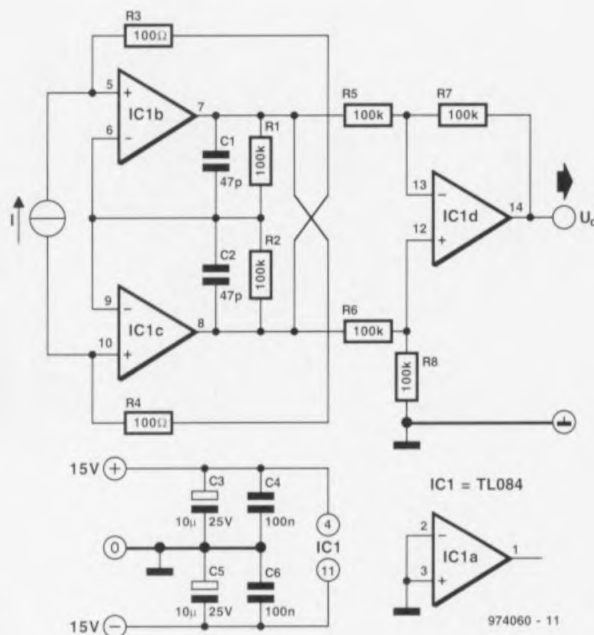 R3
100Ω
5
+
IC1b
7
6
–
C1
47p
R1
100k
R5
100k
R7
100k
13
–
IC1d
14
12
+
I
C2
47p
R2
100k
9
–
IC1c
8
10
+
R4
100Ω
R6
100k
R8
100k
15V +
0
15V –
C3
10µ 25V
C4
100n
C5
10µ 25V
C6
100n
4
IC1
11
IC1 = TL084
2
–
IC1a
1
3
+
974060 - 11